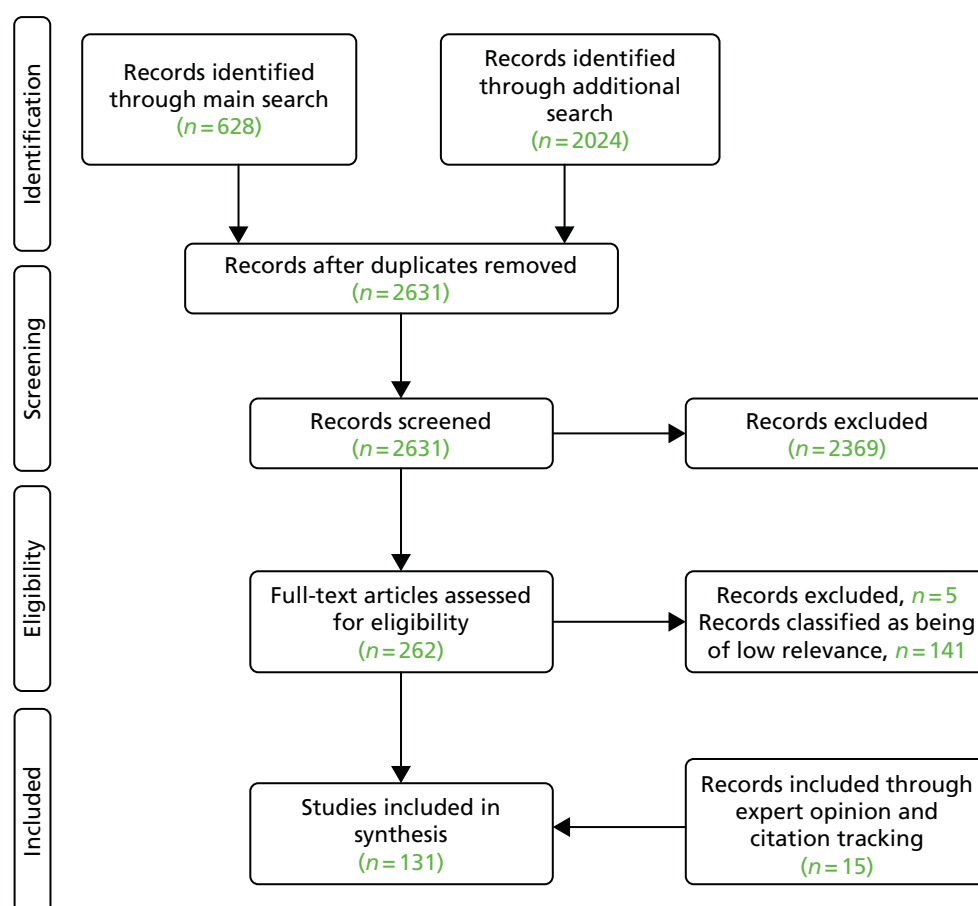 Identification
Records identified
through main search
(n=628)
Records identified
through additional
search
(n=2024)
Records after duplicates removed
(n=2631)
Screening
Records screened
(n=2631)
Records excluded
(n=2369)
Eligibility
Full-text articles assessed
for eligibility
(n=262)
Records excluded, n=5
Records classified as being
of low relevance, n=141
Included
Studies included in
synthesis
(n=131)
Records included through
expert opinion and
citation tracking
(n=15)